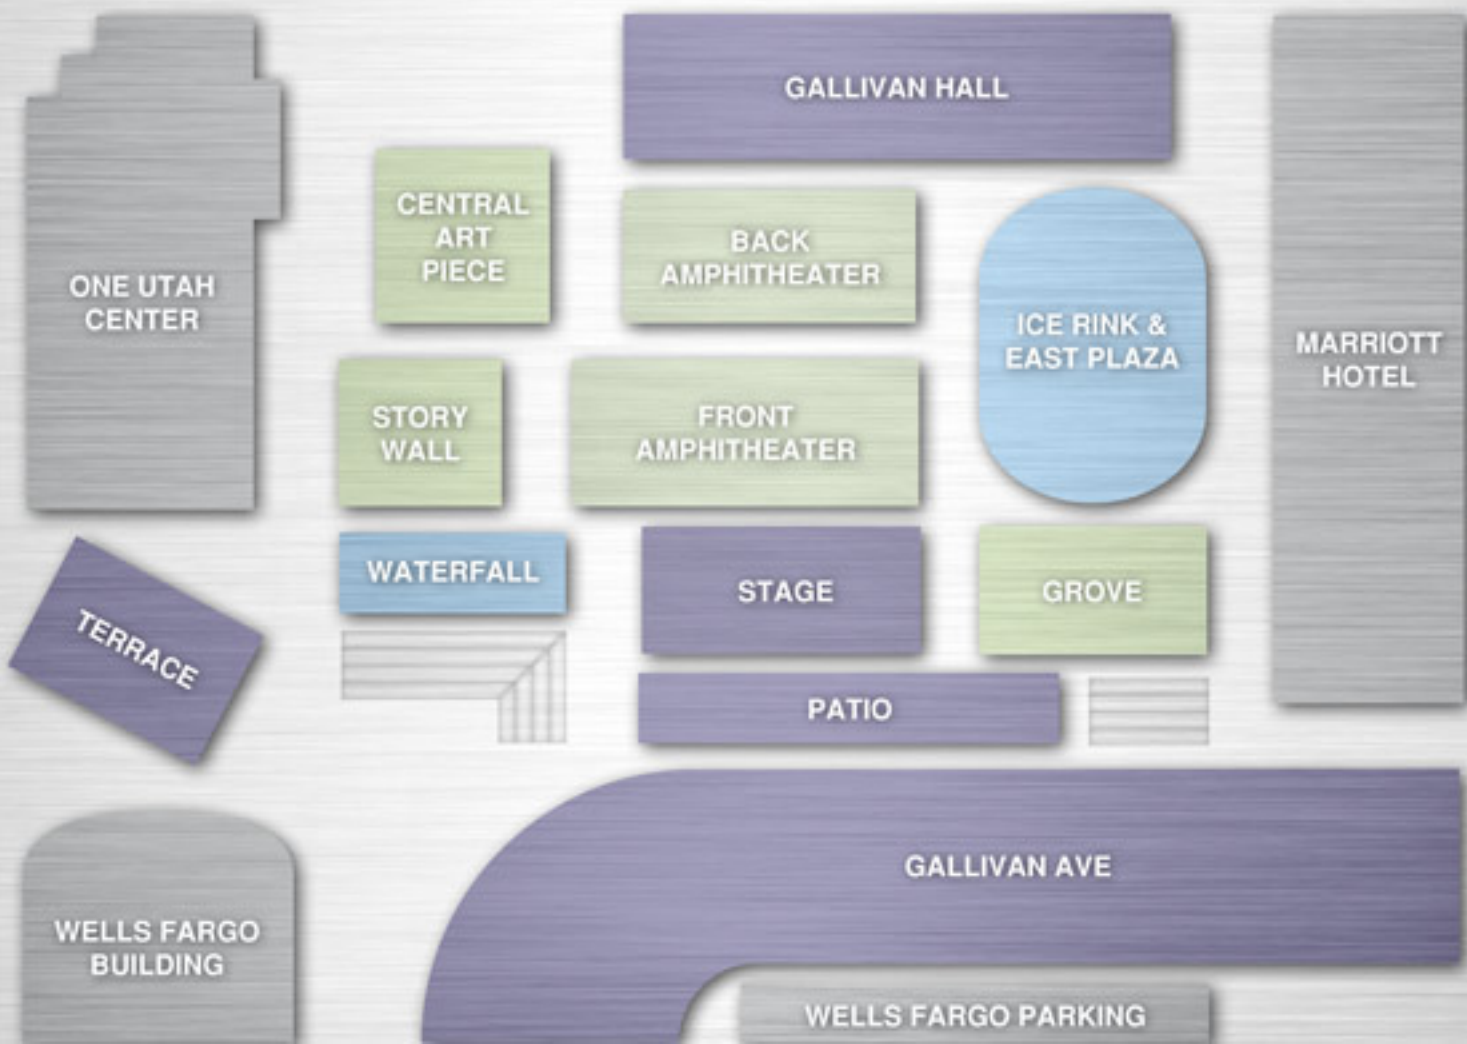 GALLIVAN HALL
CENTRAL
ART
PIECE
BACK
AMPHITHEATER
ONE UTAH
CENTER
ICE RINK &
EAST PLAZA
MARRIOTT
HOTEL
STORY
WALL
FRONT
AMPHITHEATER
WATERFALL
STAGE
GROVE
TERRACE
PATIO
GALLIVAN AVE
WELLS FARGO
BUILDING
WELLS FARGO PARKING